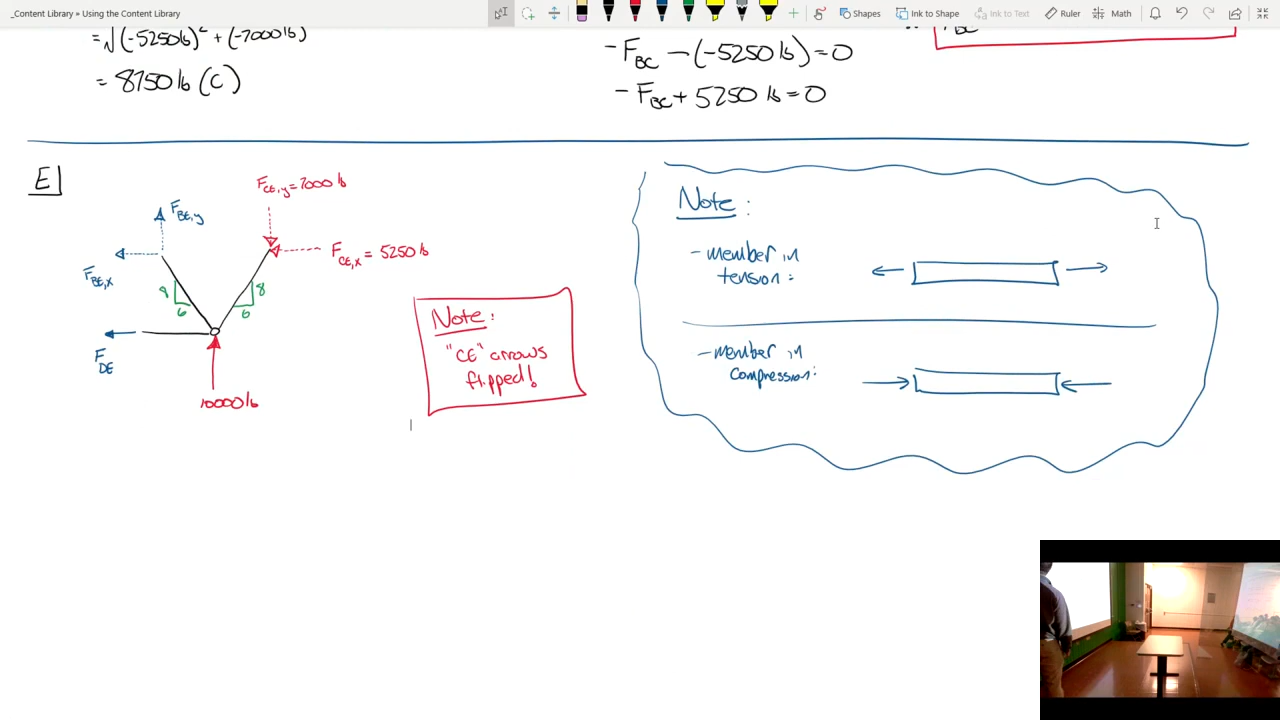 _Content Library » Using the Content Library
Shapes
Ink to Shape
Ink to Text
Ruler
Math
= √(-5250lb)² + (-7000lb)
= 8750 lb (C)
-F_BC - (-5250 lb) = 0
-F_BC + 5250 lb = 0
E
F_CE,y = 7000 lb
F_BE,y
F_CE,x = 5250 lb
F_BE,x
8
6
8
6
F_DE
10000 lb
Note:
"CE" arrows
flipped!
Note:
- member in
tension:
- member in
compression: